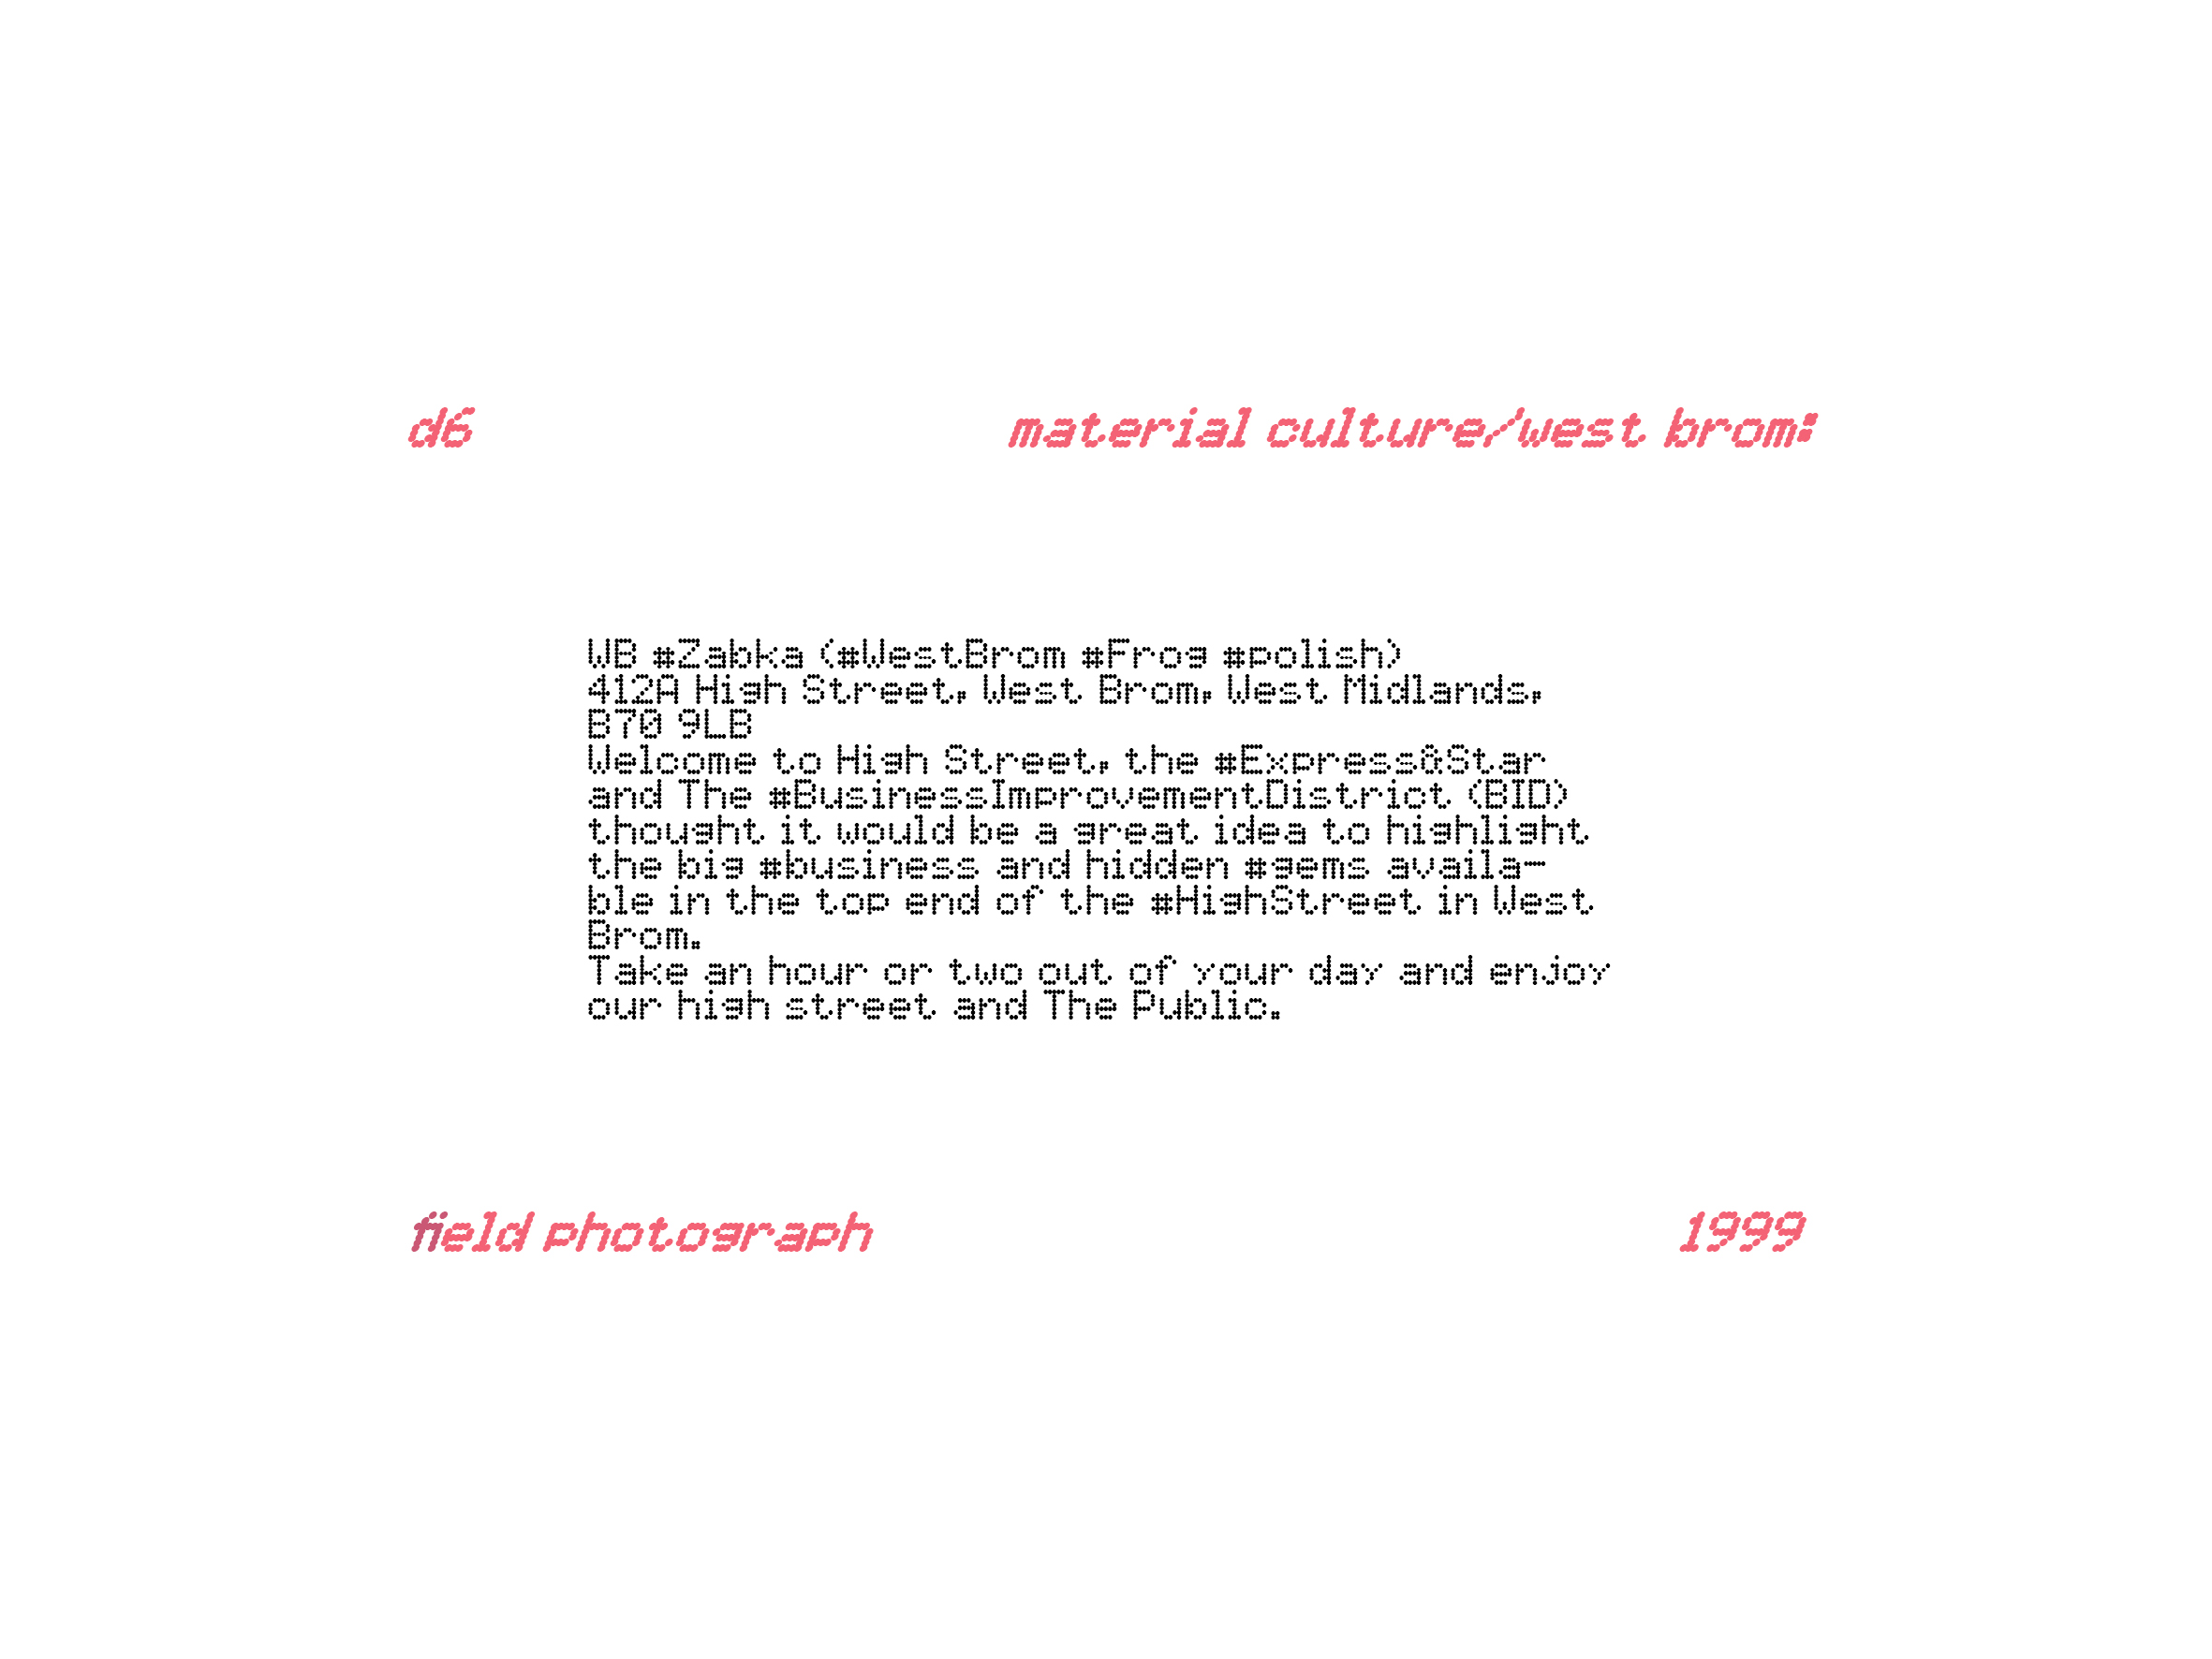 d6
material culture/west brom:
WB #Zabka (#WestBrom #Frog #polish)
412A High Street, West Brom, West Midlands,
B70 9LB
Welcome to High Street, the #Express&Star
and The #BusinessImprovementDistrict (BID)
thought it would be a great idea to highlight
the big #business and hidden #gems availa-
ble in the top end of the #HighStreet in West
Brom.
Take an hour or two out of your day and enjoy
our high street and The Public.
field photograph
1999